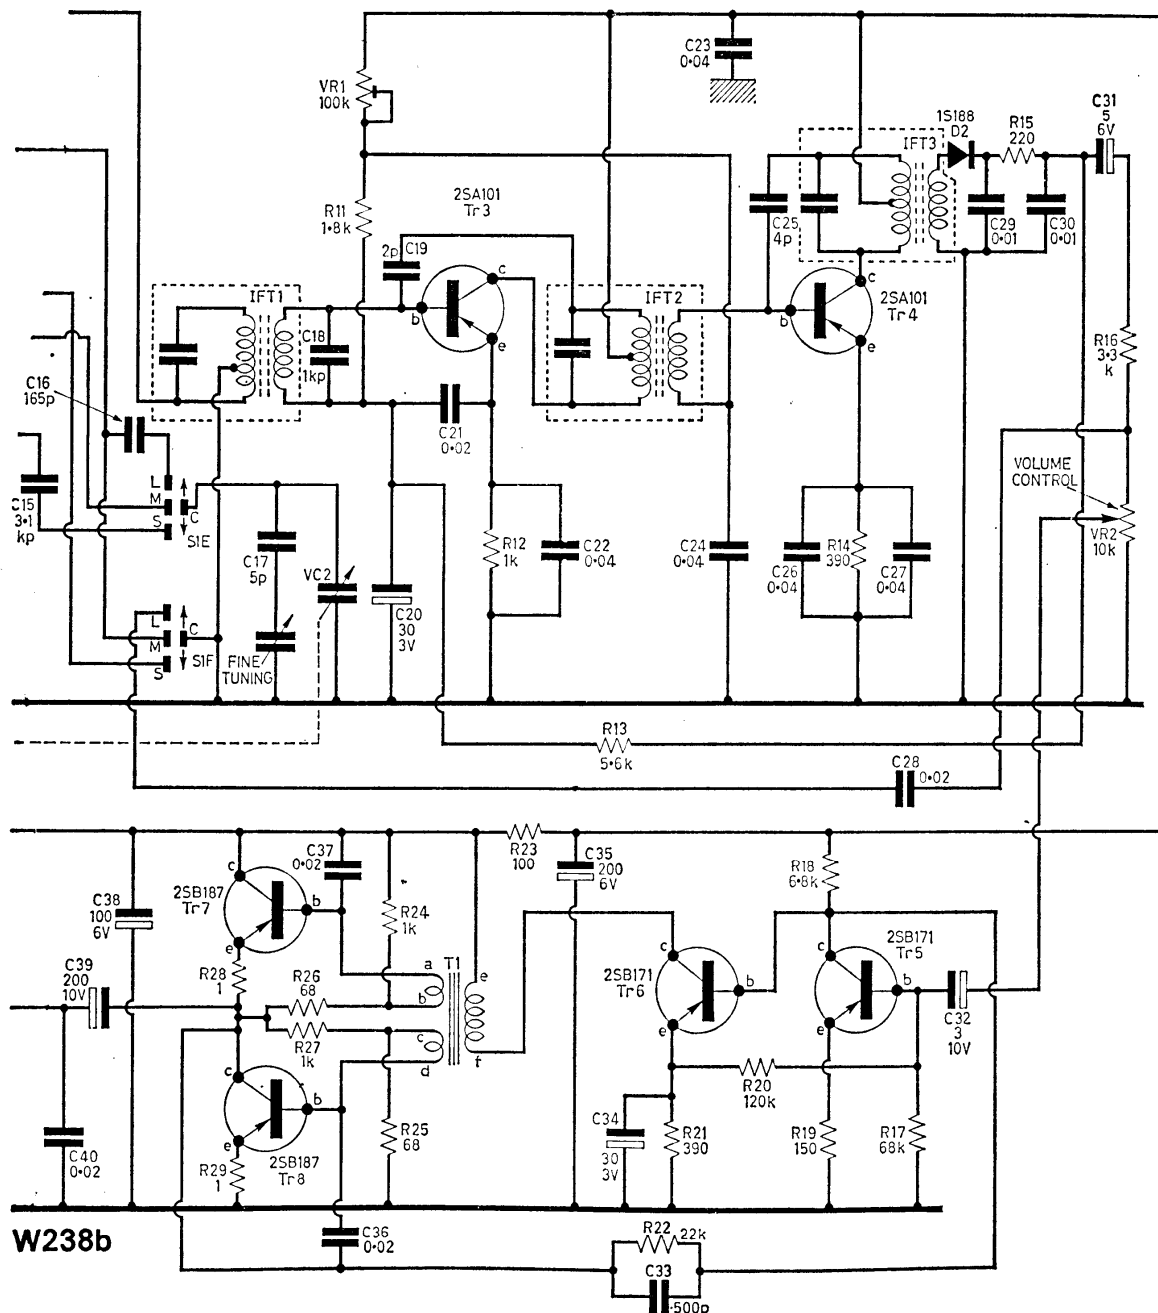 C23
0·04
VR1
100k
C31
5
6V
1S188
D2
R15
220
IFT3
2SA101
Tr3
R11
1·8k
2p
C19
C25
4p
C29
0·01
C30
0·01
c
b
e
c
b
e
2SA101
Tr4
IFT1
IFT2
C18
1kp
R16
3·3
k
C16
165p
C21
0·02
L
M
S
C
S1E
C15
3·1
kp
C17
5p
VC2
R12
1k
C22
0·04
C24
0·04
C26
0·04
R14
390
C27
0·04
VOLUME
CONTROL
VR2
10k
C20
30
3V
L
M
S
C
S1F
FINE
TUNING
R13
5·6k
C28
0·02
C38
100
6V
2SB187
Tr7
c
b
e
C37
0·02
R24
1k
R23
100
C35
200
6V
R18
6·8k
C39
200
10V
R28
1
R26
68
R27
1k
a
b
c
d
T1
e
f
2SB171
Tr6
c
b
e
2SB171
Tr5
c
b
e
C32
3
10V
C40
0·02
c
b
e
R29
1
2SB187
Tr8
R25
68
C34
30
3V
R21
390
R20
120k
R19
150
R17
68k
W238b
C36
0·02
R22
22k
C33
·500p